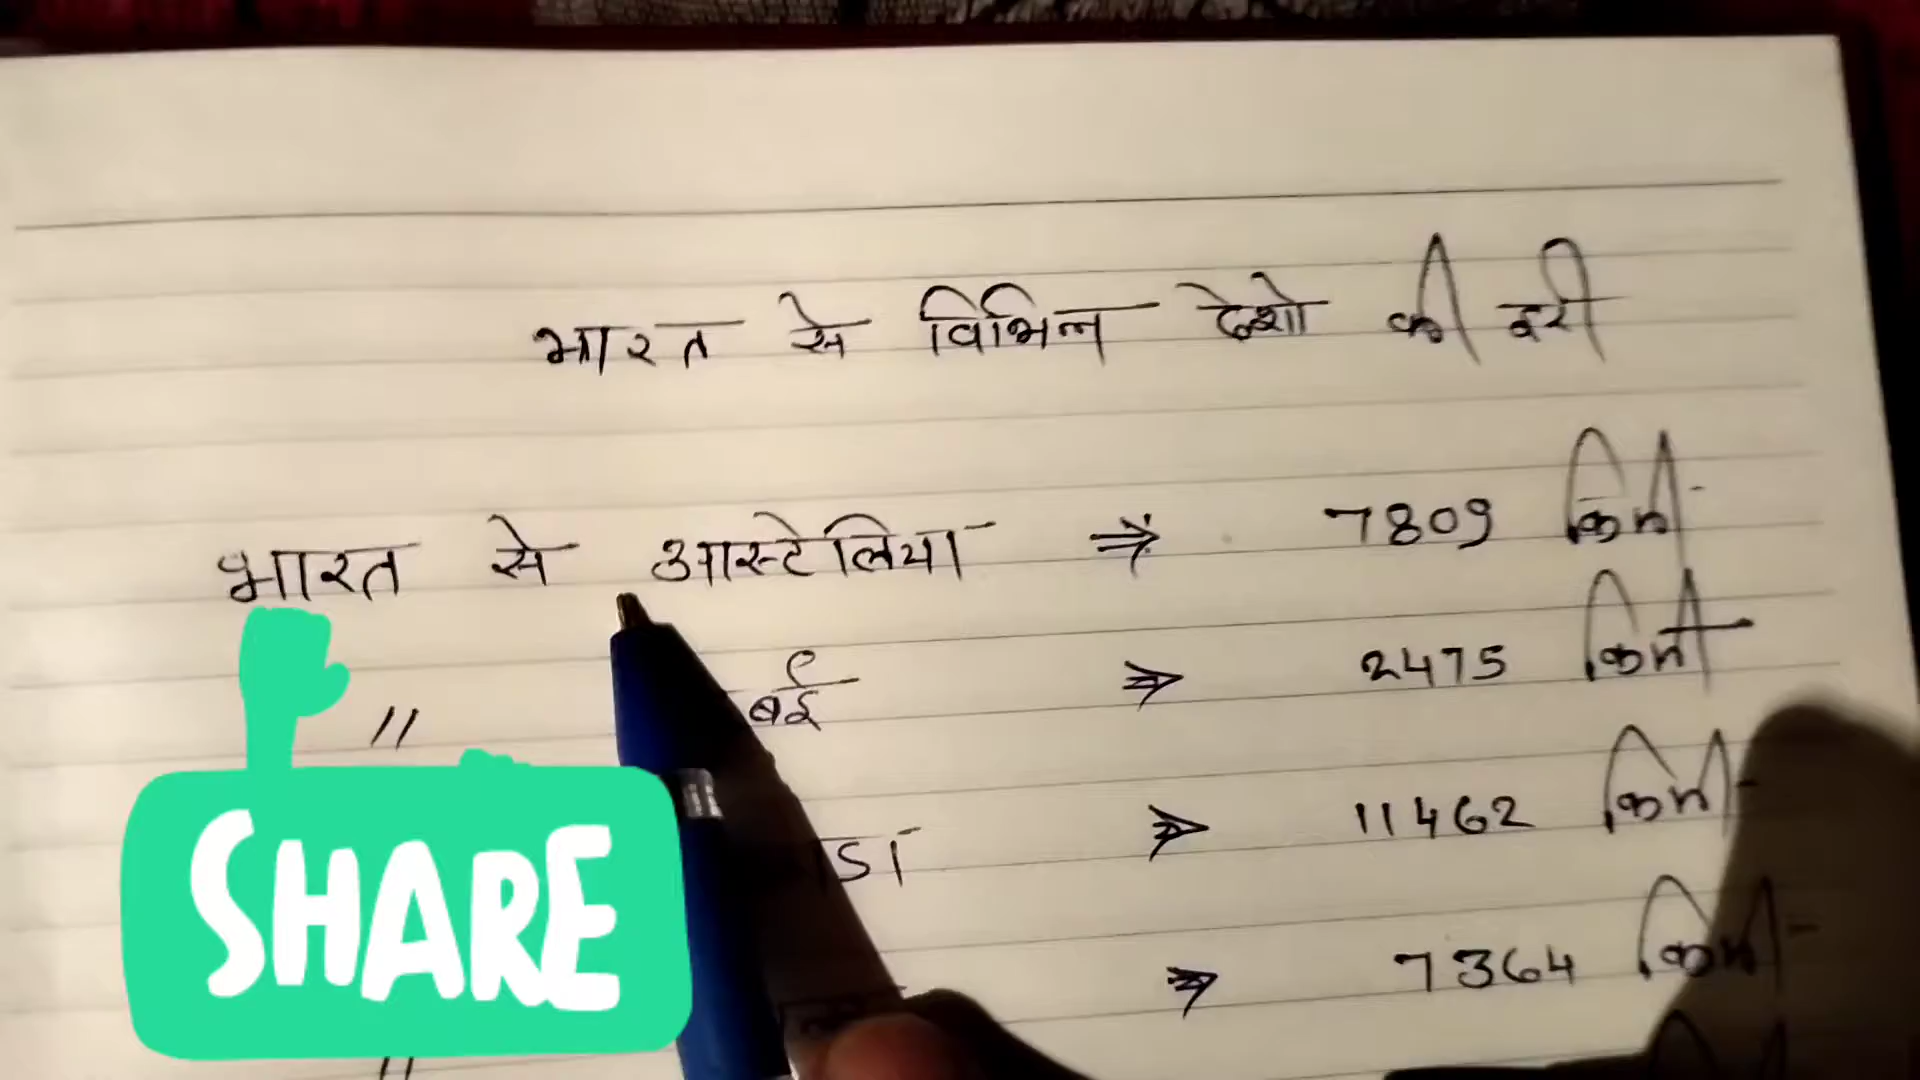 भारत से विभिन्न देशो की दूरी
भारत से आस्टेलिया ⇒ 7809 किमी
〃 ⇒ 2475 किमी
⇒ 11462 किमी
⇒ 7364 किमी
〃
SHARE